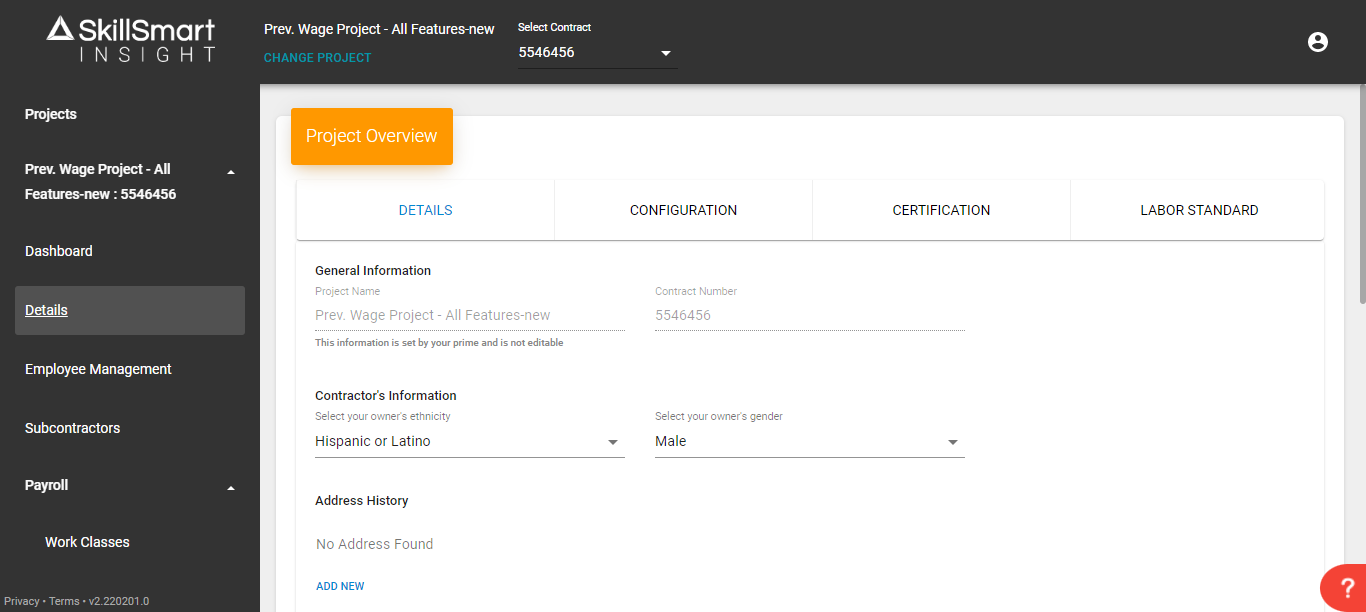 SkillSmart
INSIGHT
Prev. Wage Project - All Features-new
CHANGE PROJECT
Select Contract
5546456
Projects
Prev. Wage Project - All
Features-new : 5546456
Dashboard
Details
Employee Management
Subcontractors
Payroll
Work Classes
Privacy • Terms • v2.220201.0
Project Overview
DETAILS
CONFIGURATION
CERTIFICATION
LABOR STANDARD
General Information
Project Name
Contract Number
Prev. Wage Project - All Features-new
5546456
This information is set by your prime and is not editable
Contractor's Information
Select your owner's ethnicity
Select your owner's gender
Hispanic or Latino
Male
Address History
No Address Found
ADD NEW
?